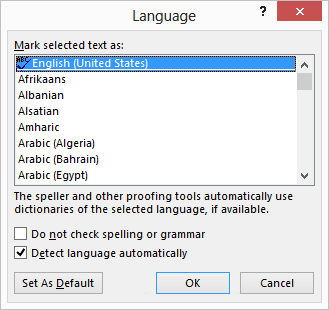 Language
?
Mark selected text as:
ABC English (United States)
Afrikaans
Albanian
Alsatian
Amharic
Arabic (Algeria)
Arabic (Bahrain)
Arabic (Egypt)
The speller and other proofing tools automatically use
dictionaries of the selected language, if available.
Do not check spelling or grammar
Detect language automatically
Set As Default OK Cancel